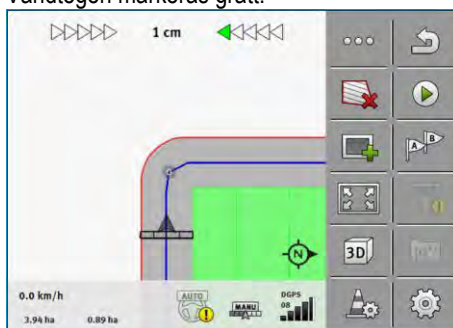 Vändtegen markeras grått.
1 cm
A B
N
3D
0.0 km/h
3.94 ha 0.89 ha
AUTO
MANU
DGPS
08